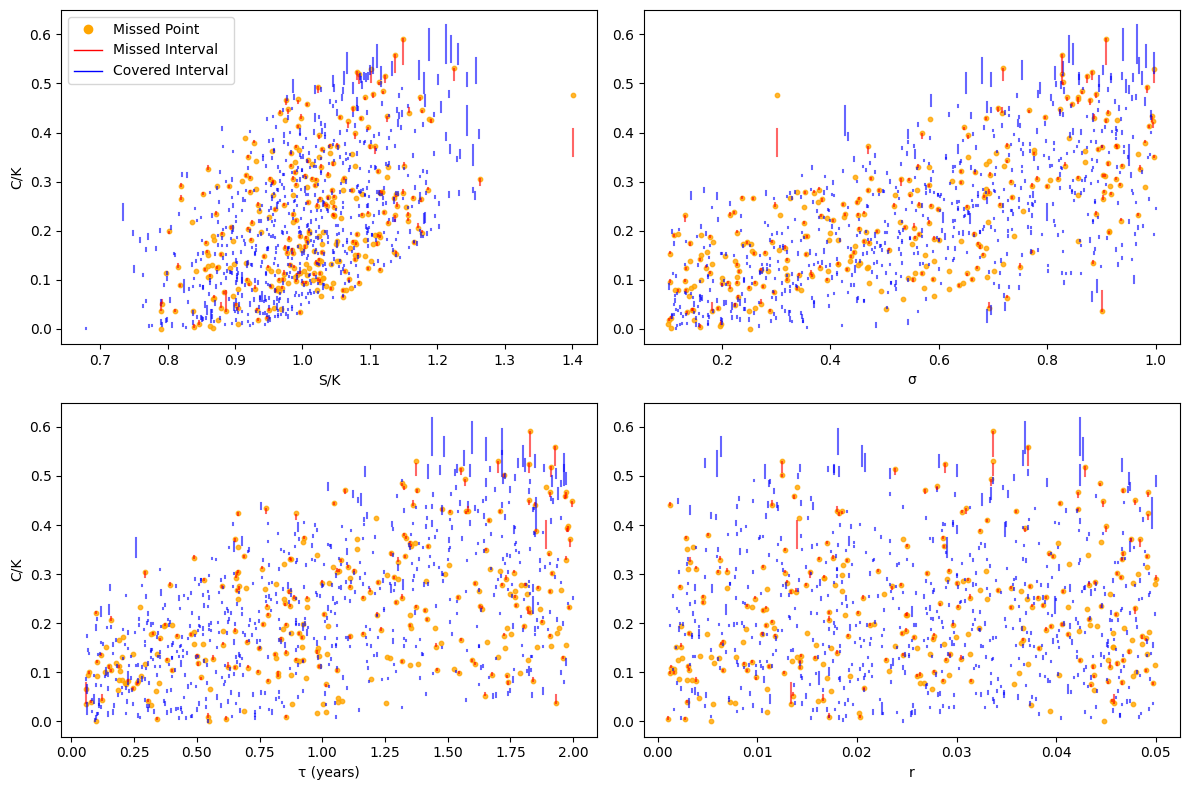 Missed Point
Missed Interval
Covered Interval
C/K
0.6
0.5
0.4
0.3
0.2
0.1
0.0
0.7 0.8 0.9 1.0 1.1 1.2 1.3 1.4
S/K
0.6
0.5
0.4
0.3
0.2
0.1
0.0
0.2 0.4 0.6 0.8 1.0
σ
C/K
0.6
0.5
0.4
0.3
0.2
0.1
0.0
0.00 0.25 0.50 0.75 1.00 1.25 1.50 1.75 2.00
τ (years)
0.6
0.5
0.4
0.3
0.2
0.1
0.0
0.00 0.01 0.02 0.03 0.04 0.05
r